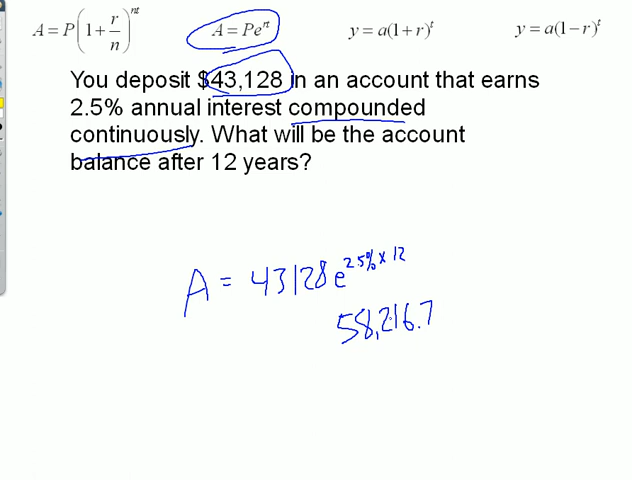 A = P(1 + r/n)^nt A = Pe^rt y = a(1 + r)^t y = a(1 − r)^t
You deposit $43,128 in an account that earns
2.5% annual interest compounded
continuously. What will be the account
balance after 12 years?
A = 43128e^2.5% × 12
58,216.7